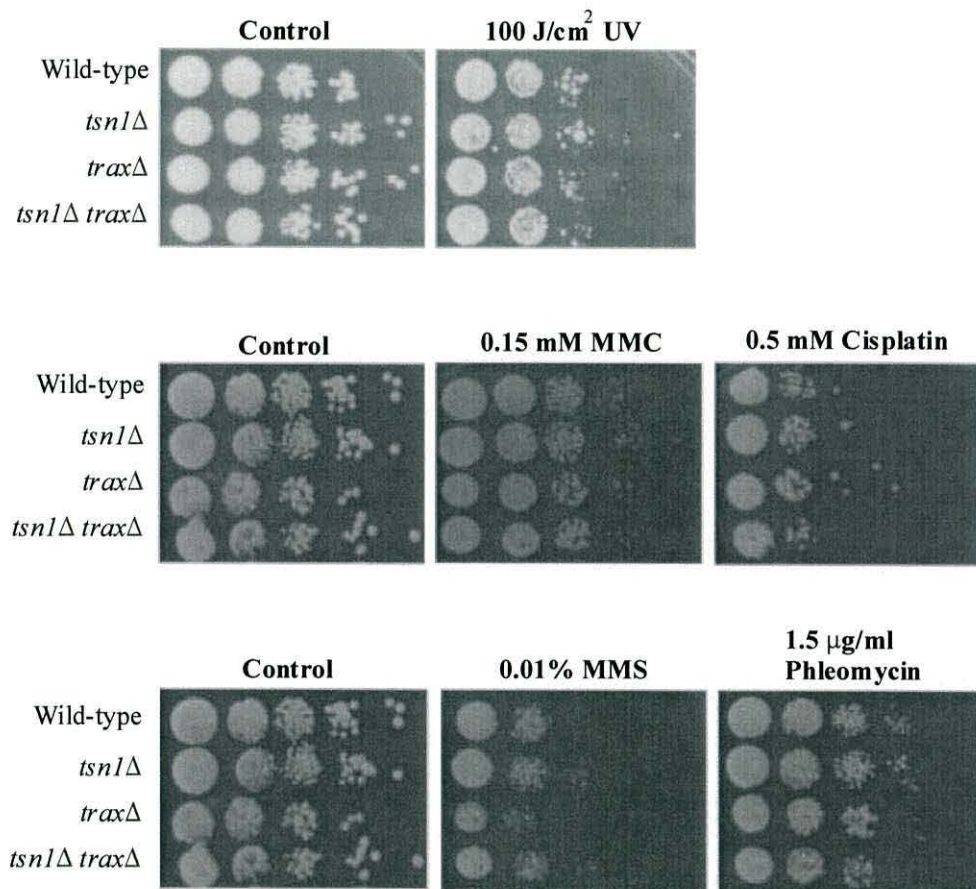 Control
100 J/cm² UV
Wild-type
tsn1Δ
traxΔ
tsn1Δ traxΔ
Control
0.15 mM MMC
0.5 mM Cisplatin
Wild-type
tsn1Δ
traxΔ
tsn1Δ traxΔ
Control
0.01% MMS
1.5 µg/ml
Phleomycin
Wild-type
tsn1Δ
traxΔ
tsn1Δ traxΔ